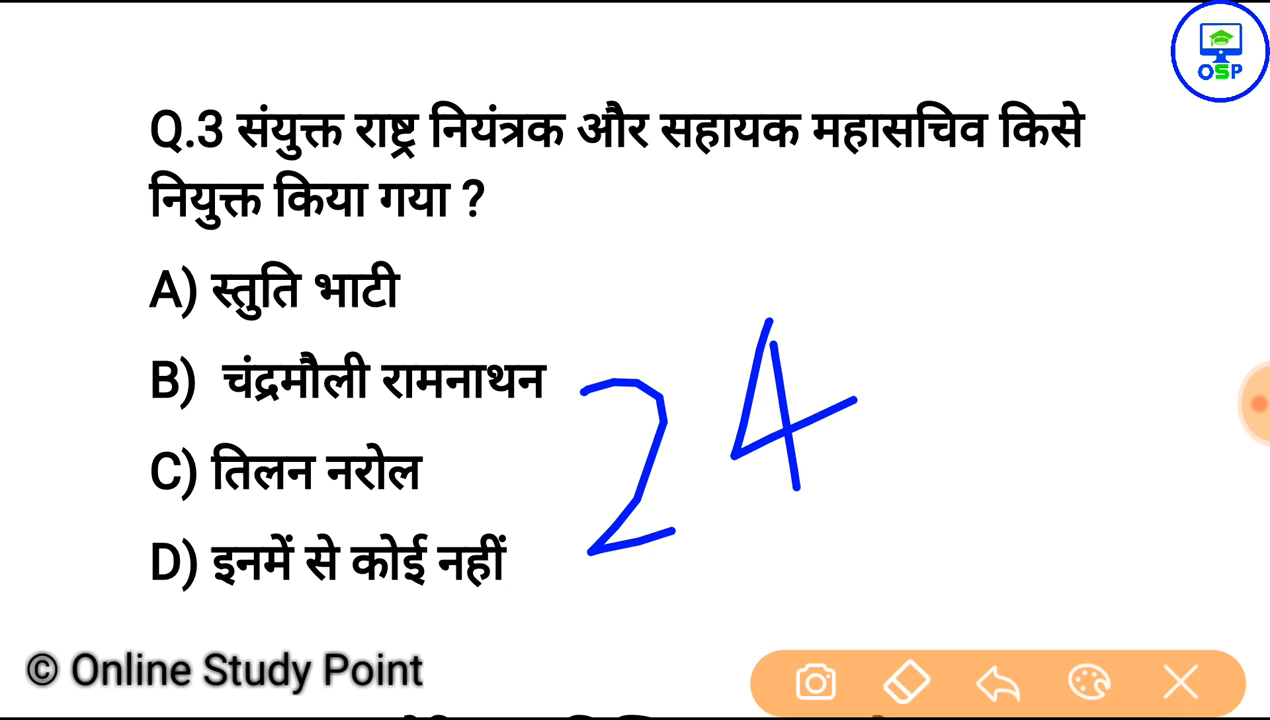 OSP
Q.3 संयुक्त राष्ट्र नियंत्रक और सहायक महासचिव किसे
नियुक्त किया गया ?
A) स्तुति भाटी
B) चंद्रमौली रामनाथन
C) तिलन नरोल
D) इनमें से कोई नहीं
24
© Online Study Point